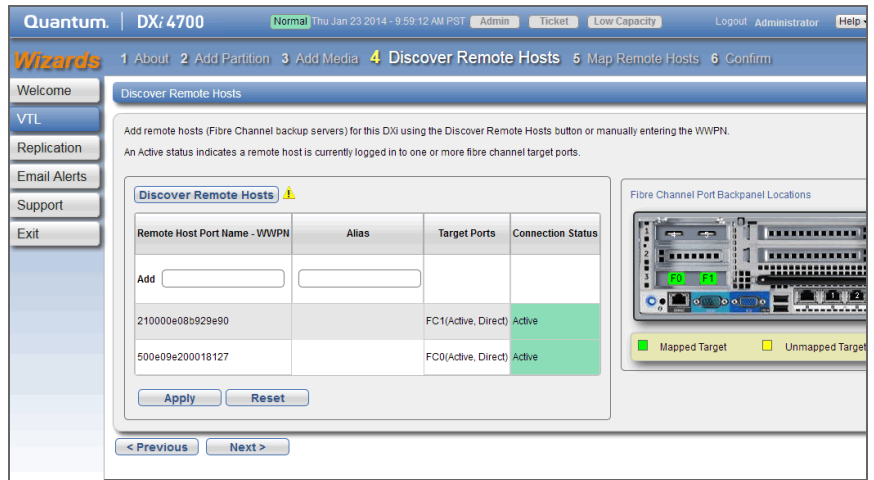 Quantum. DXi 4700 Normal Thu Jan 23 2014 - 9:59:12 AM PST Admin Ticket Low Capacity Logout Administrator Help
Wizards 1 About 2 Add Partition 3 Add Media 4 Discover Remote Hosts 5 Map Remote Hosts 6 Confirm
Welcome
VTL
Replication
Email Alerts
Support
Exit
Discover Remote Hosts
Add remote hosts (Fibre Channel backup servers) for this DXi using the Discover Remote Hosts button or manually entering the WWPN.
An Active status indicates a remote host is currently logged in to one or more fibre channel target ports.
Discover Remote Hosts
Remote Host Port Name - WWPN Alias Target Ports Connection Status
Add
210000e08b929e90 FC1(Active, Direct) Active
500e09e200018127 FC0(Active, Direct) Active
Apply Reset
Fibre Channel Port Backpanel Locations
1
2
3 F0 F1
1 2
Mapped Target Unmapped Target
< Previous Next >